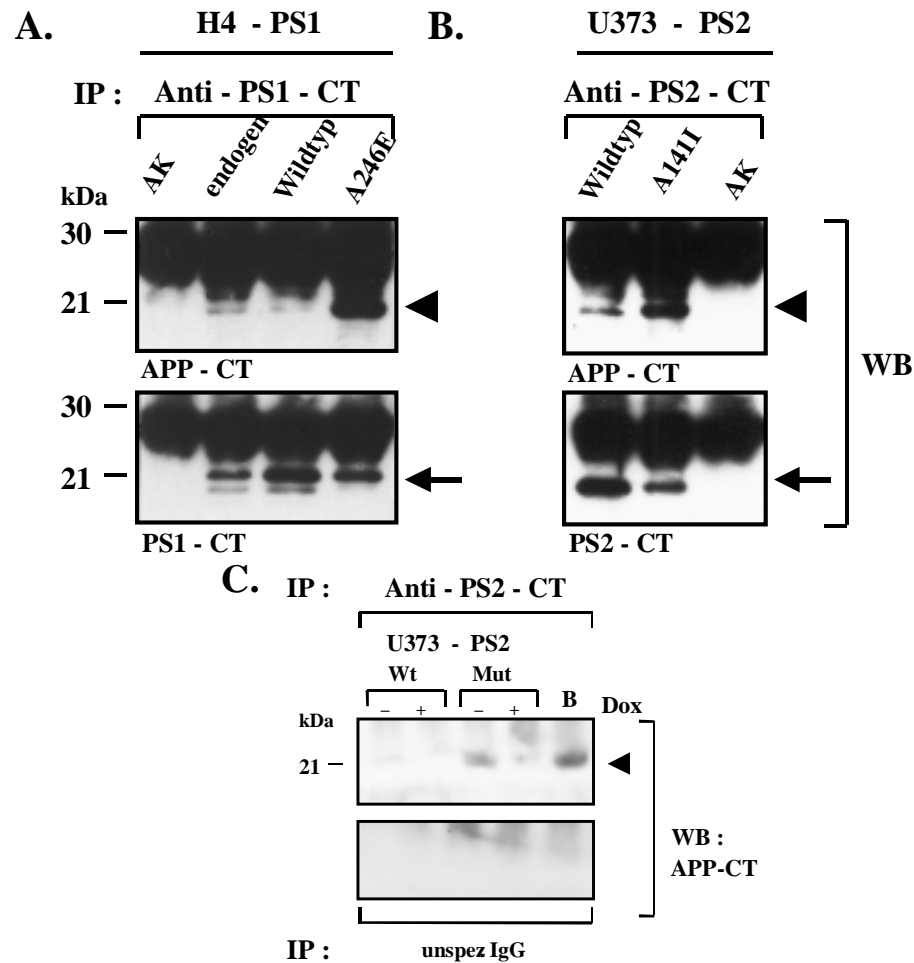 A.
H4 - PS1
B.
U373 - PS2
IP : Anti - PS1 - CT
Anti - PS2 - CT
AK endogen Wildtyp A246E
Wildtyp A141I AK
kDa
30
21
APP - CT
APP - CT
WB
30
21
PS1 - CT
PS2 - CT
C.
IP : Anti - PS2 - CT
U373 - PS2
Wt Mut
– + – + B Dox
kDa
21
WB :
APP-CT
IP : unspez IgG